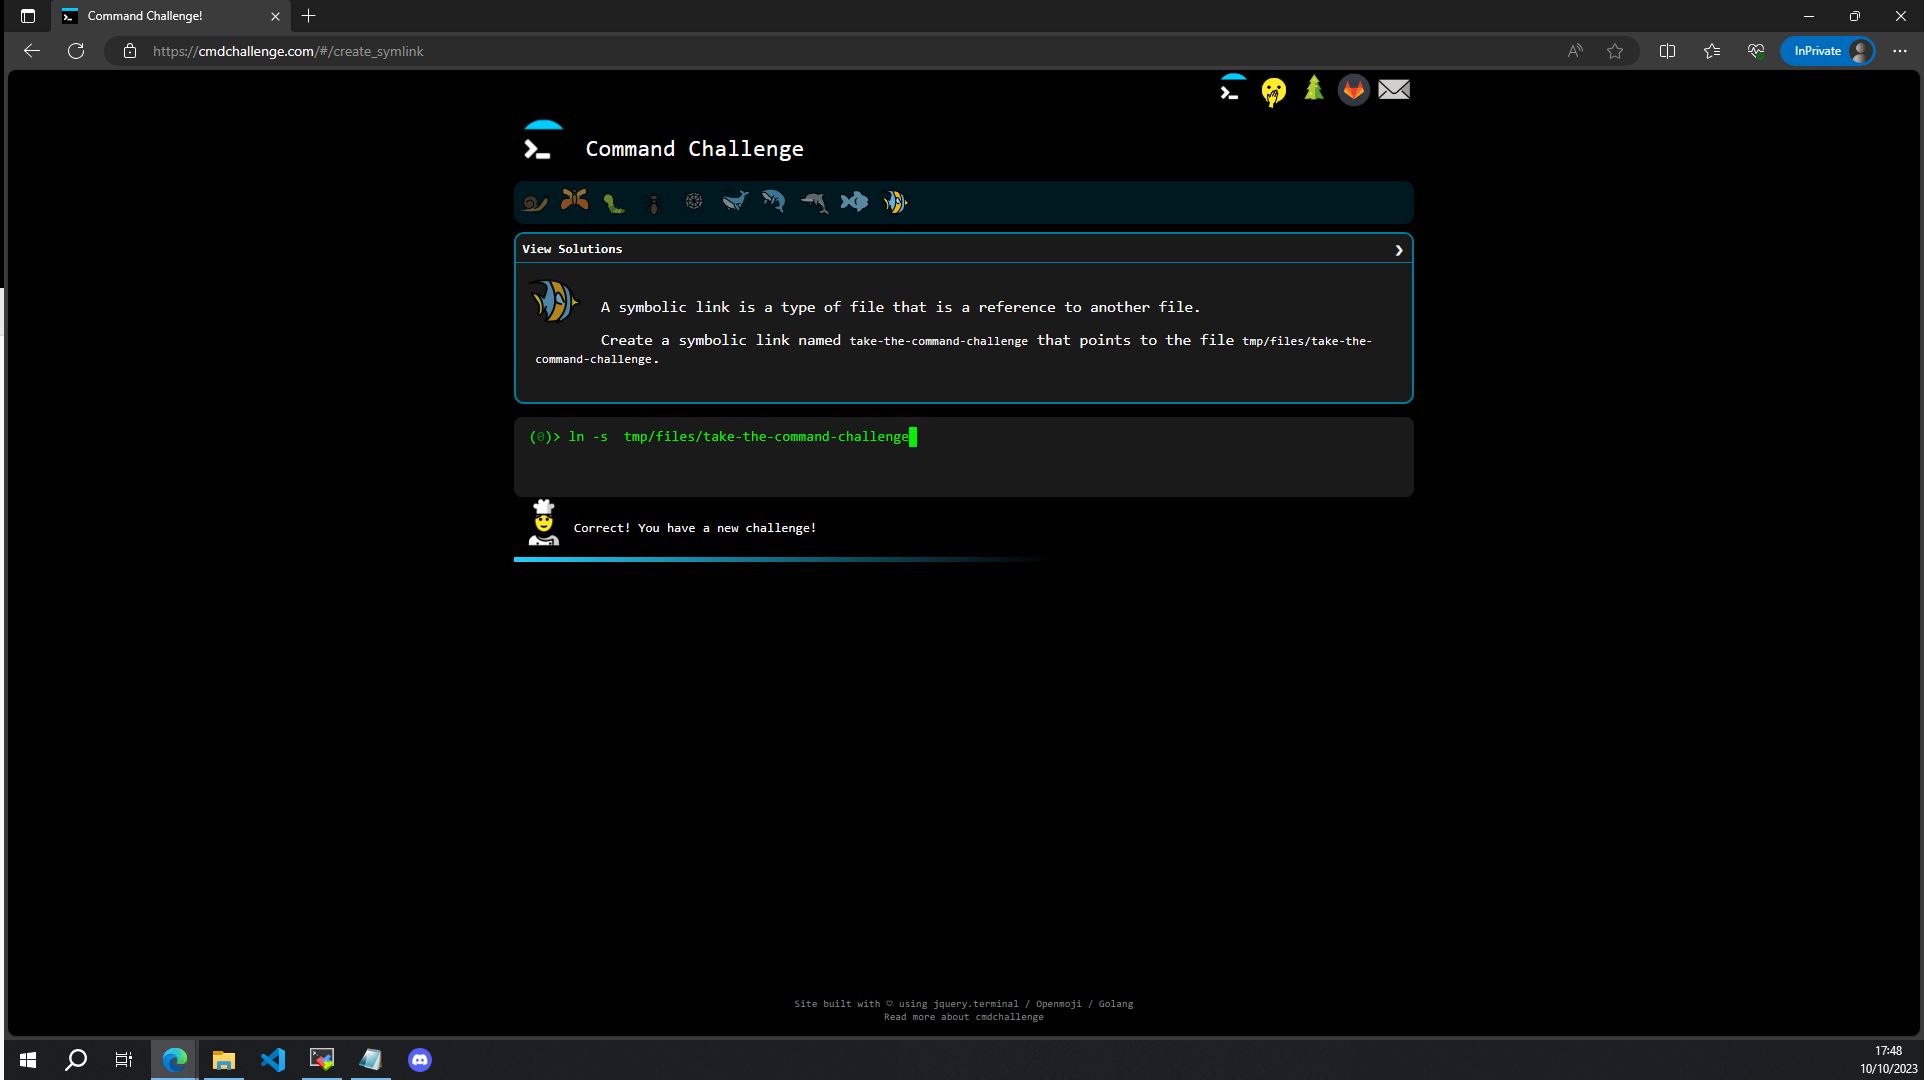 Command Challenge!
https://cmdchallenge.com/#/create_symlink
InPrivate
Command Challenge
View Solutions
A symbolic link is a type of file that is a reference to another file.
Create a symbolic link named take-the-command-challenge that points to the file tmp/files/take-the-
command-challenge.
(0)> ln -s  tmp/files/take-the-command-challenge
Correct! You have a new challenge!
Site built with ♡ using jquery.terminal / Openmoji / Golang
Read more about cmdchallenge
17:48
10/10/2023